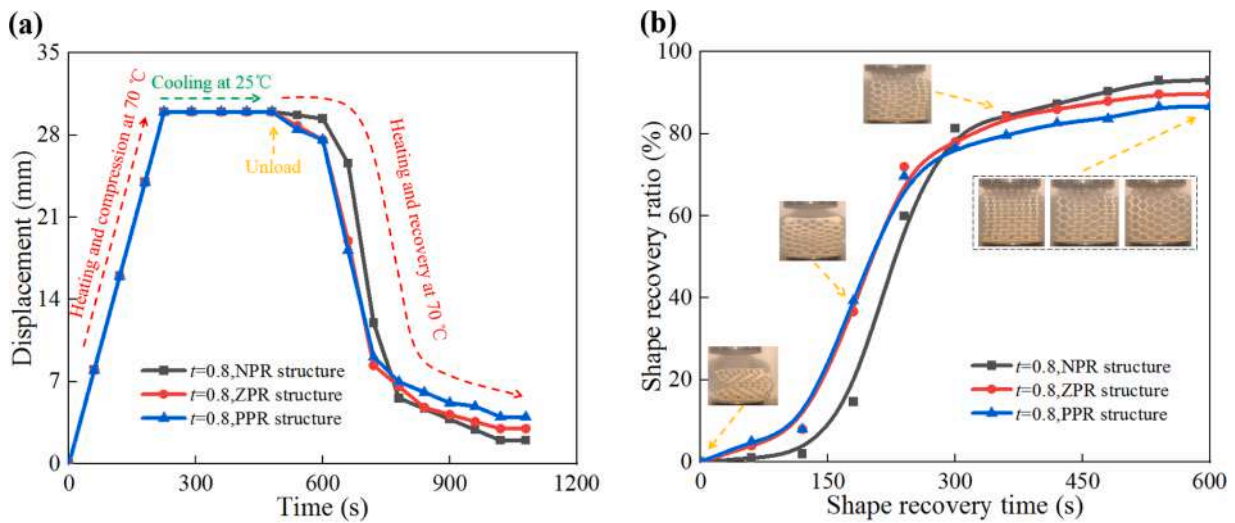 (a)
35
28
21
14
7
0
Displacement (mm)
0
300
600
900
1200
Time (s)
Heating and compression at 70 ℃
Cooling at 25℃
Unload
Heating and recovery at 70 ℃
t=0.8,NPR structure
t=0.8,ZPR structure
t=0.8,PPR structure
(b)
100
80
60
40
20
0
Shape recovery ratio (%)
0
150
300
450
600
Shape recovery time (s)
t=0.8,NPR structure
t=0.8,ZPR structure
t=0.8,PPR structure